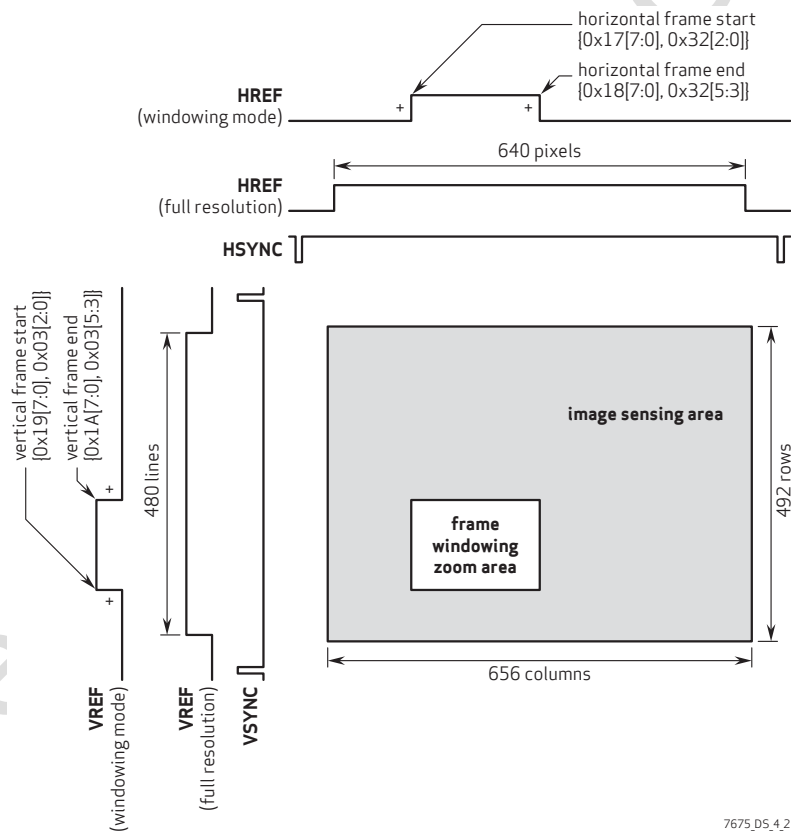 horizontal frame start
{0x17[7:0], 0x32[2:0]}
horizontal frame end
{0x18[7:0], 0x32[5:3]}
HREF
(windowing mode)
+
+
640 pixels
HREF
(full resolution)
HSYNC
vertical frame start
{0x19[7:0], 0x03[2:0]}
vertical frame end
{0x1A[7:0], 0x03[5:3]}
+
+
480 lines
image sensing area
492 rows
frame
windowing
zoom area
656 columns
VREF
(windowing mode)
VREF
(full resolution)
VSYNC
7675_DS_4_2